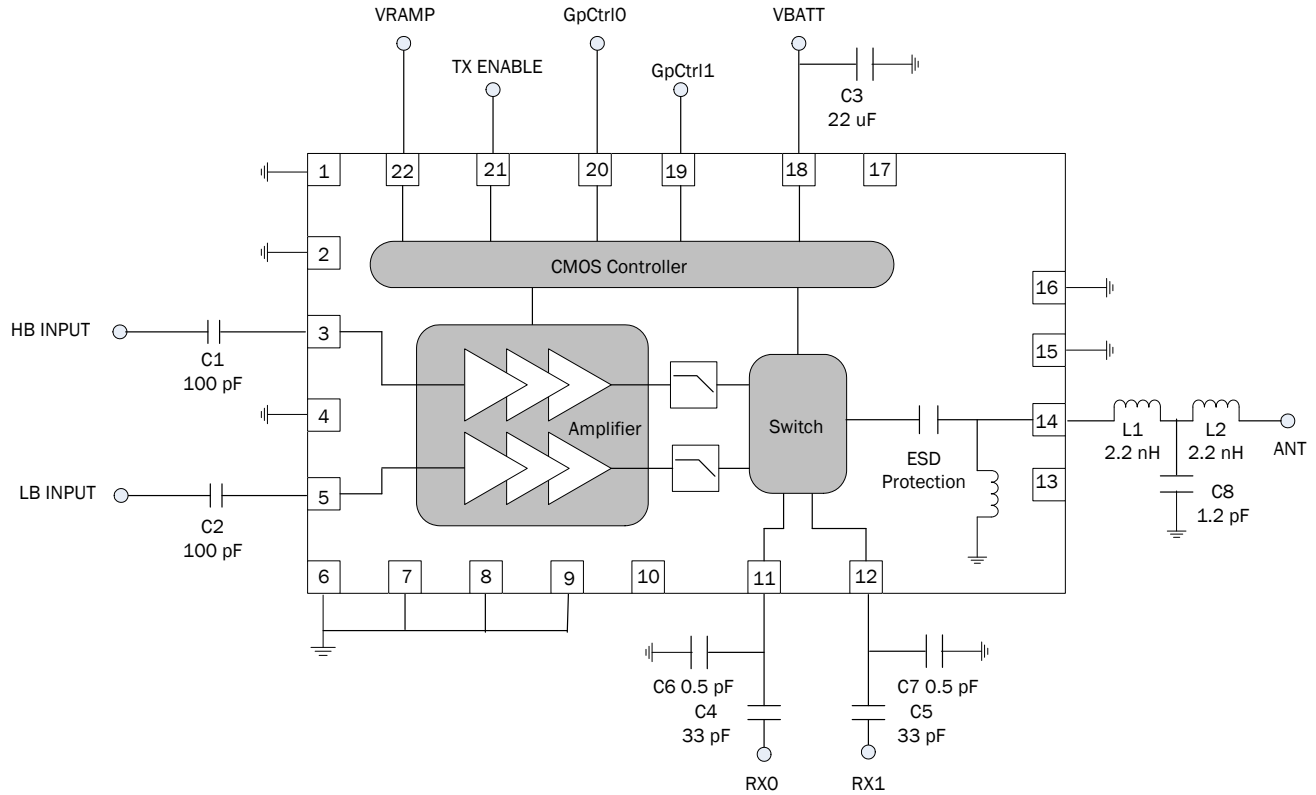 VRAMP
GpCtrl0
VBATT
TX ENABLE
GpCtrl1
C3
22 uF
1
22
21
20
19
18
17
2
CMOS Controller
16
HB INPUT
3
15
C1
100 pF
4
Amplifier
Switch
14
L1
2.2 nH
L2
2.2 nH
ANT
ESD
Protection
13
LB INPUT
5
C8
1.2 pF
C2
100 pF
6
7
8
9
10
11
12
C6 0.5 pF
C7 0.5 pF
C4
33 pF
C5
33 pF
RX0
RX1